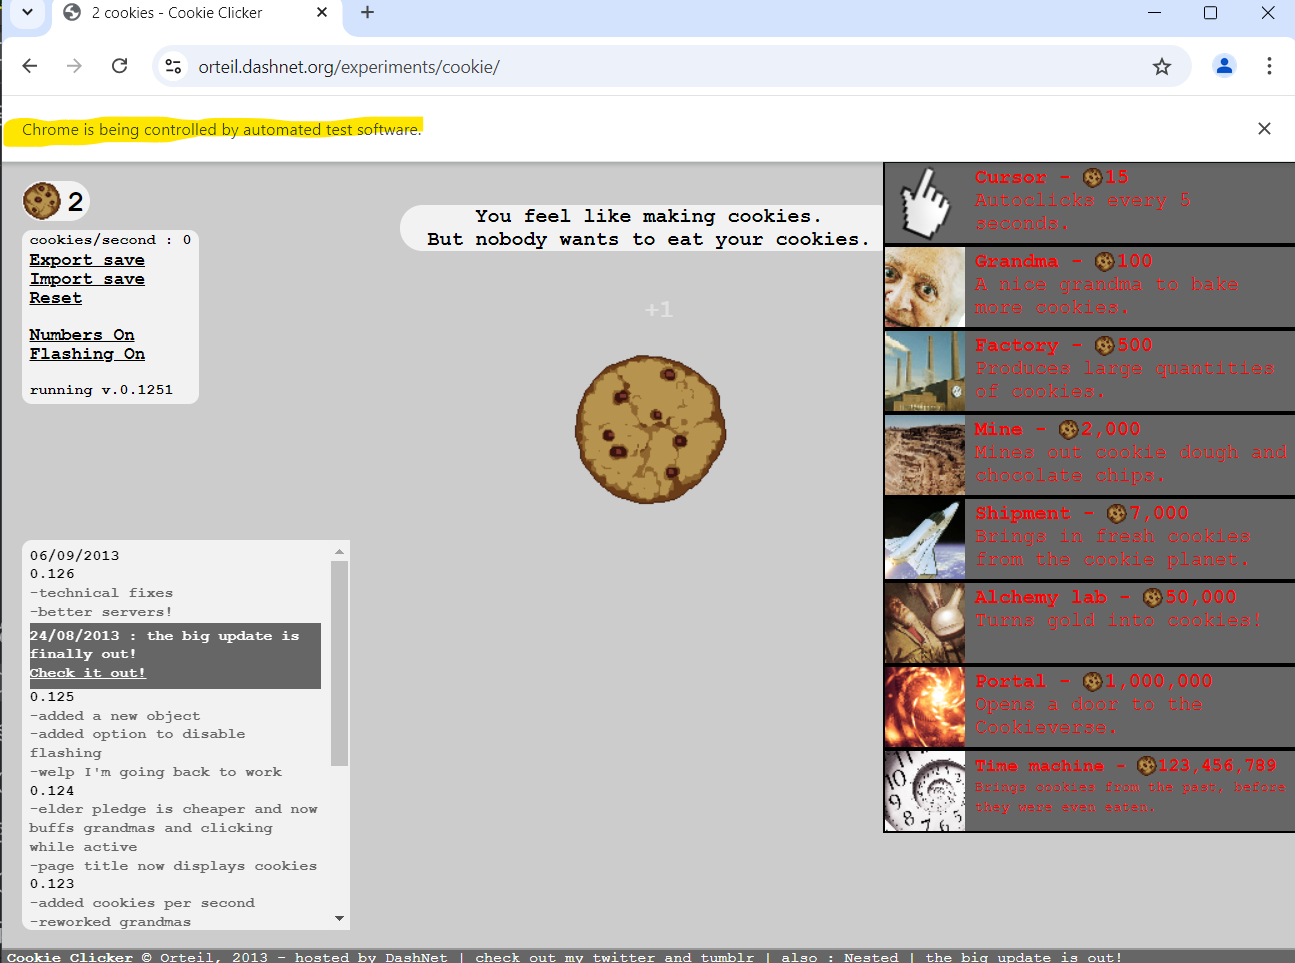 2 cookies - Cookie Clicker
orteil.dashnet.org/experiments/cookie/
Chrome is being controlled by automated test software.
2
cookies/second : 0
Export save
Import save
Reset
Numbers On
Flashing On
running v.0.1251
You feel like making cookies.
But nobody wants to eat your cookies.
+1
06/09/2013
0.126
-technical fixes
-better servers!
24/08/2013 : the big update is
finally out!
Check it out!
0.125
-added a new object
-added option to disable
flashing
-welp I'm going back to work
0.124
-elder pledge is cheaper and now
buffs grandmas and clicking
while active
-page title now displays cookies
0.123
-added cookies per second
-reworked grandmas
Cursor - 15
Autoclicks every 5
seconds.
Grandma - 100
A nice grandma to bake
more cookies.
Factory - 500
Produces large quantities
of cookies.
Mine - 2,000
Mines out cookie dough and
chocolate chips.
Shipment - 7,000
Brings in fresh cookies
from the cookie planet.
Alchemy lab - 50,000
Turns gold into cookies!
Portal - 1,000,000
Opens a door to the
Cookieverse.
Time machine - 123,456,789
Brings cookies from the past, before
they were even eaten.
Cookie Clicker © Orteil, 2013 - hosted by DashNet | check out my twitter and tumblr | also : Nested | the big update is out!